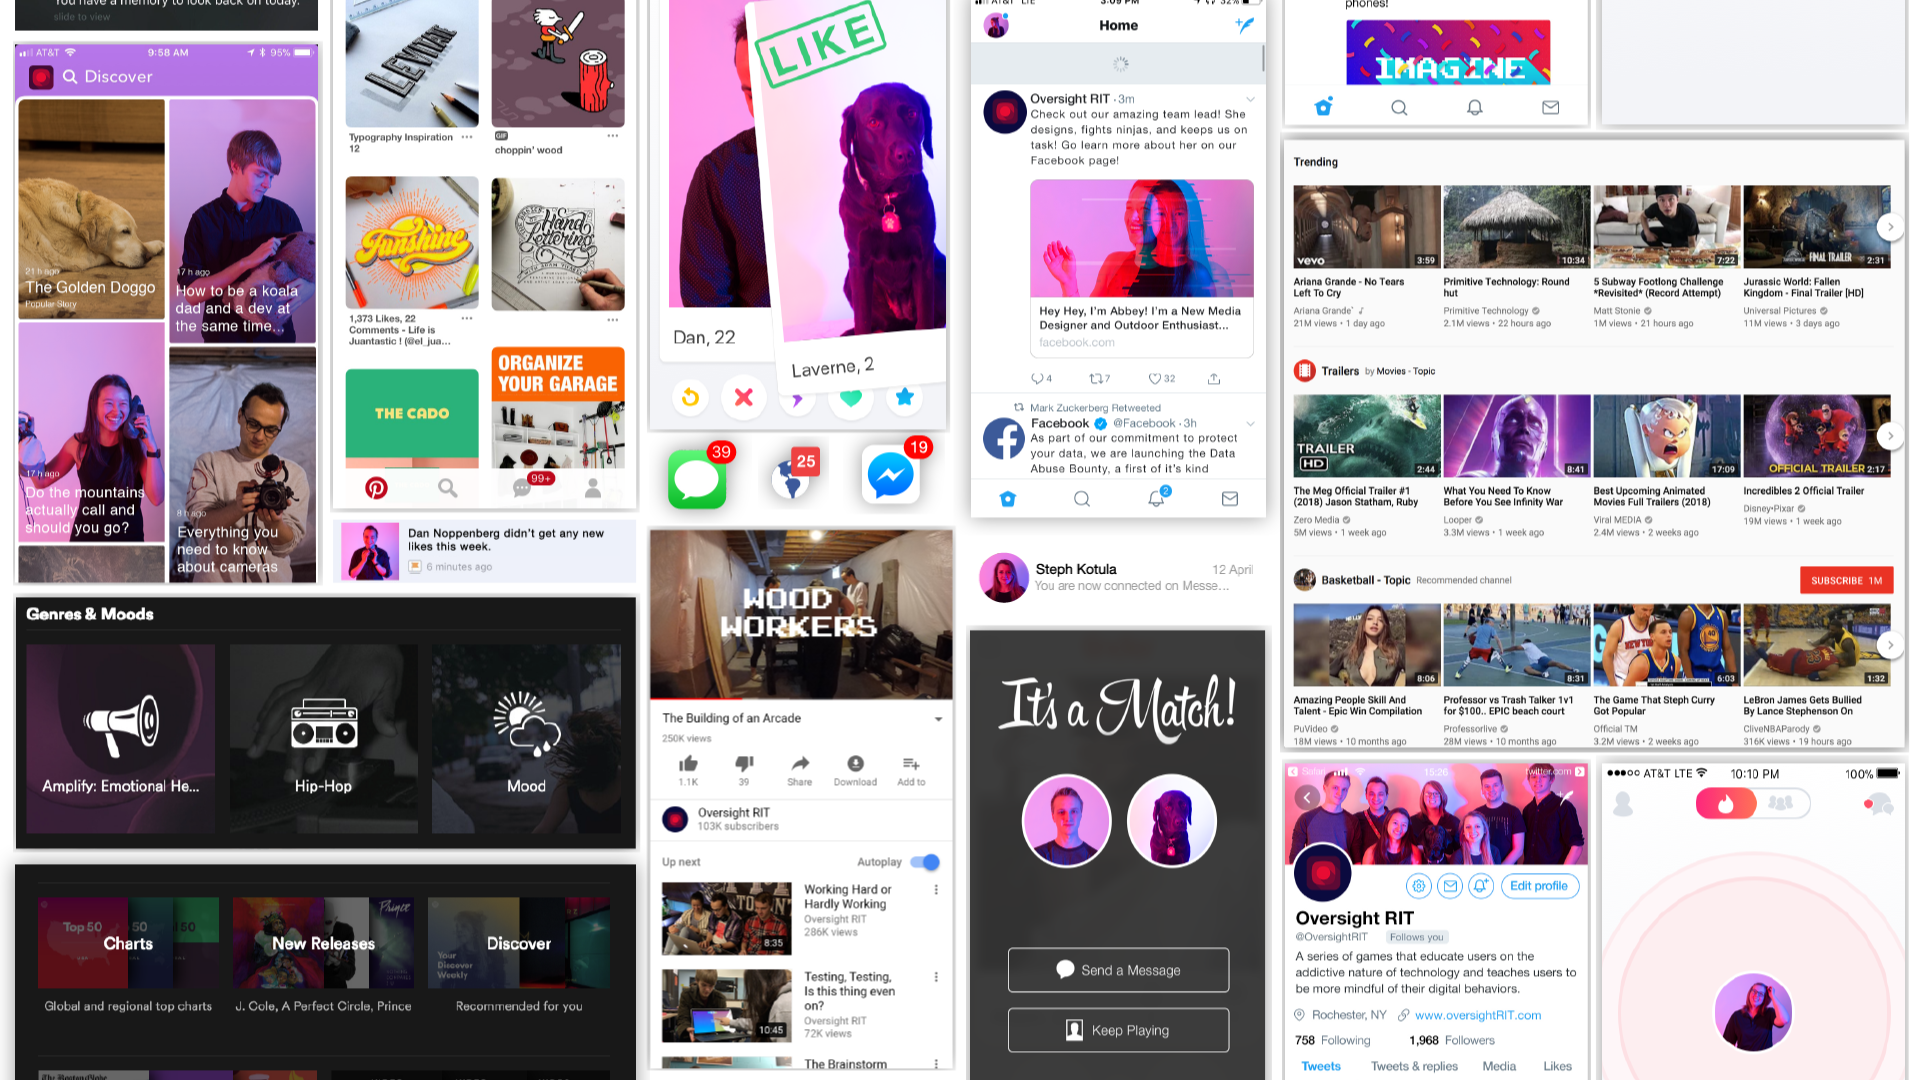 You have a memory to look back on today.
slide to view
AT&T
9:58 AM
95%
Discover
21 h ago
The Golden Doggo
Popular Story
17 h ago
How to be a koala
dad and a dev at
the same time...
17 h ago
Do the mountains
actually call and
should you go?
8 h ago
Everything you
need to know
about cameras
Typography Inspiration
12
GIF
choppin' wood
Funshine
Hand
Lettering
1,373 Likes, 22
Comments - Life is
Juantastic ! (@el_jua...
THE CADO
ORGANIZE
YOUR GARAGE
99+
Dan Noppenberg didn't get any new
likes this week.
6 minutes ago
Genres & Moods
Amplify: Emotional He...
Hip-Hop
Mood
Top 50
50
50
Charts
Prince
New Releases
Your
Discover
Weekly
Discover
Global and regional top charts
J. Cole, A Perfect Circle, Prince
Recommended for you
LIKE
Dan, 22
Laverne, 2
39
25
19
WOOD
WORKERS
The Building of an Arcade
250K views
1.1K
39
Share
Download
Add to
Oversight RIT
103K subscribers
Up next
Autoplay
8:35
Working Hard or
Hardly Working
Oversight RIT
286K views
10:45
Testing, Testing,
Is this thing even
on?
Oversight RIT
72K views
The Brainstorm
AT&T LTE
3:09 PM
32%
Home
Oversight RIT · 3m
Check out our amazing team lead! She
designs, fights ninjas, and keeps us on
task! Go learn more about her on our
Facebook page!
Hey Hey, I'm Abbey! I'm a New Media
Designer and Outdoor Enthusiast...
facebook.com
4
7
32
Mark Zuckerberg Retweeted
Facebook @Facebook · 3h
As part of our commitment to protect
your data, we are launching the Data
Abuse Bounty, a first of it's kind
2
Steph Kotula
12 April
You are now connected on Messe...
It's a Match!
Send a Message
Keep Playing
phones!
IMAGINE
Trending
vevo
3:59
10:34
7:22
FINAL TRAILER
2:31
Ariana Grande - No Tears
Left To Cry
Ariana Grande
21M views • 1 day ago
Primitive Technology: Round
hut
Primitive Technology
2.1M views • 22 hours ago
5 Subway Footlong Challenge
*Revisited* (Record Attempt)
Matt Stonie
1M views • 21 hours ago
Jurassic World: Fallen
Kingdom - Final Trailer [HD]
Universal Pictures
11M views • 3 days ago
Trailers by Movies - Topic
TRAILER
HD
2:44
8:41
17:09
OFFICIAL TRAILER
2:17
The Meg Official Trailer #1
(2018) Jason Statham, Ruby
Zero Media
5M views • 1 week ago
What You Need To Know
Before You See Infinity War
Looper
3.3M views • 1 week ago
Best Upcoming Animated
Movies Full Trailers (2018)
Viral MEDIA
2.4M views • 2 weeks ago
Incredibles 2 Official Trailer
Disney•Pixar
19M views • 1 week ago
Basketball - Topic
Recommended channel
SUBSCRIBE 1M
8:06
8:31
NEW YORK
6:03
1:32
Amazing People Skill And
Talent - Epic Win Compilation
PuVideo
18M views • 10 months ago
Professor vs Trash Talker 1v1
for $100.. EPIC beach court
Professorlive
28M views • 10 months ago
The Game That Steph Curry
Got Popular
Official TM
3.2M views • 2 weeks ago
LeBron James Gets Bullied
By Lance Stephenson On
CliveNBAParody
316K views • 19 hours ago
Safari
15:26
twitter.com
Edit profile
Oversight RIT
@OversightRIT
Follows you
A series of games that educate users on the
addictive nature of technology and teaches users to
be more mindful of their digital behaviors.
Rochester, NY
www.oversightRIT.com
758 Following
1,968 Followers
Tweets
Tweets & replies
Media
Likes
AT&T LTE
10:10 PM
100%